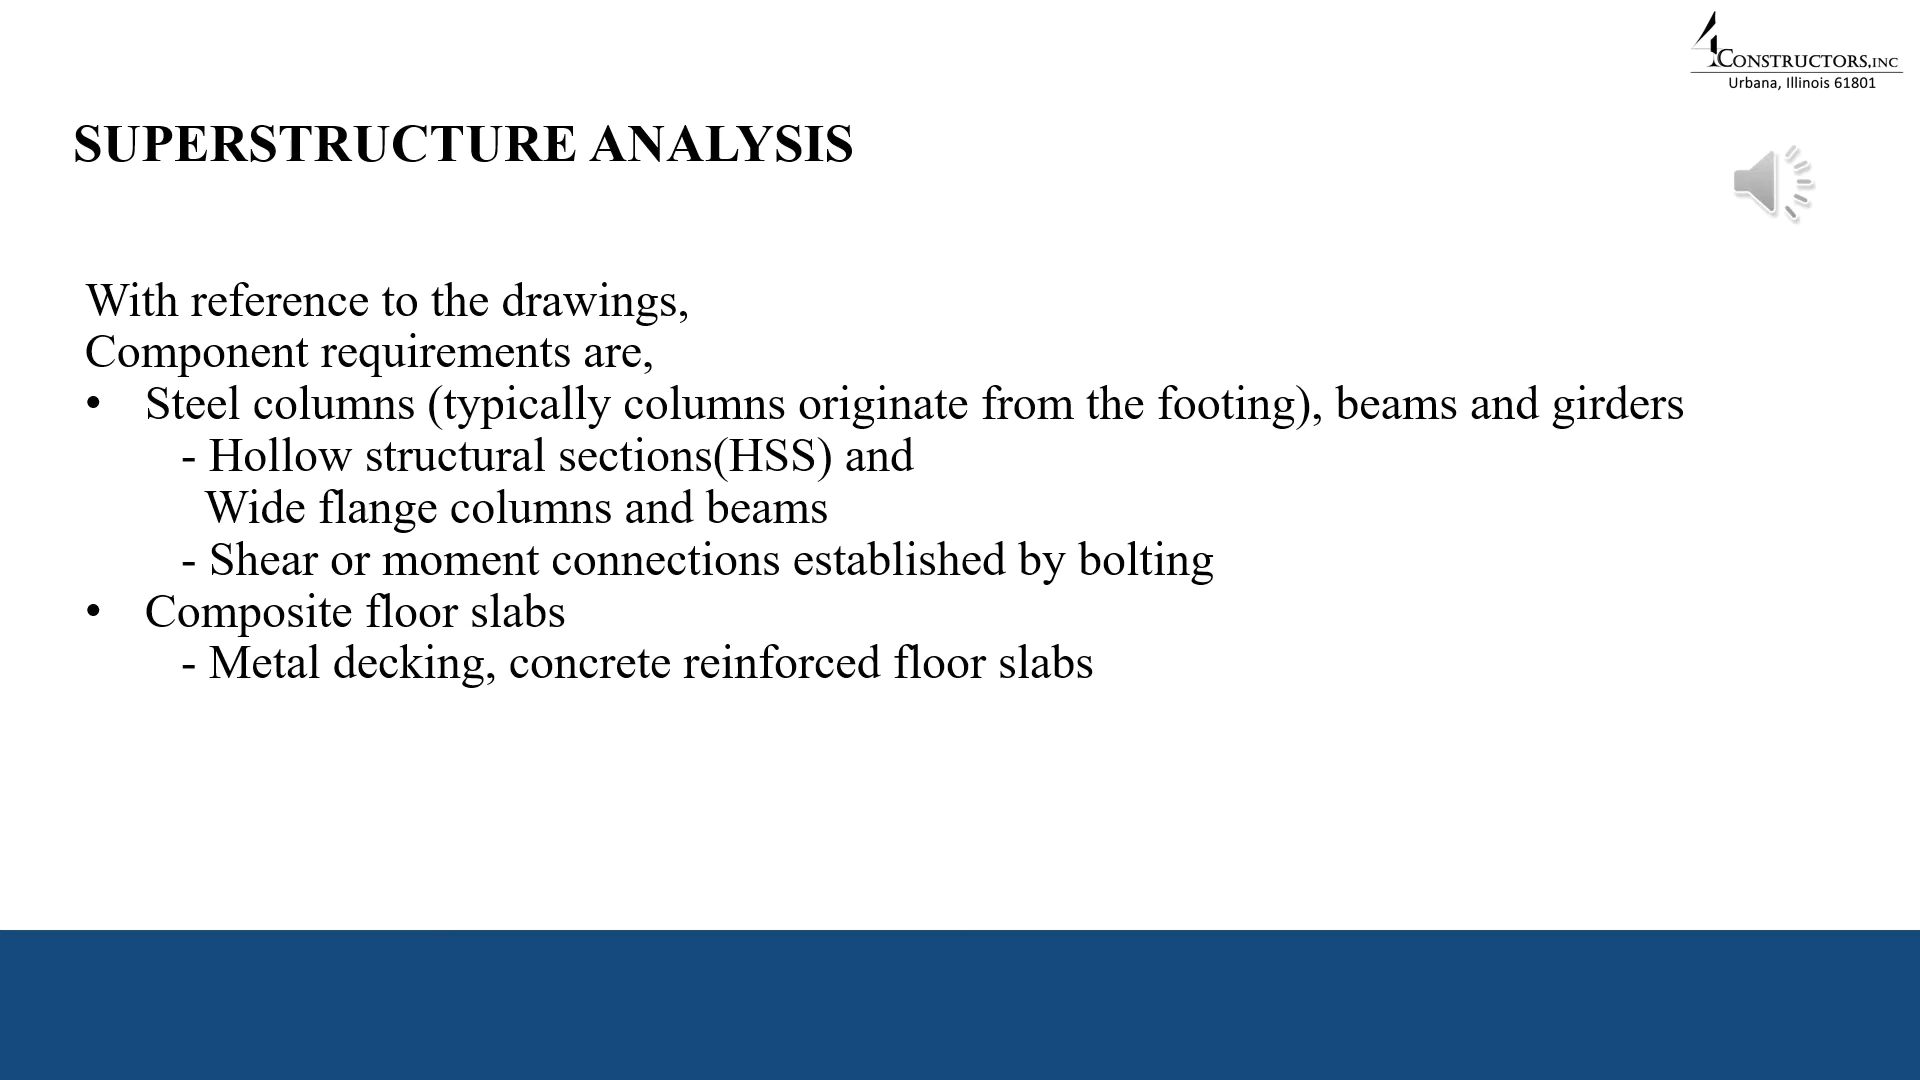 4CONSTRUCTORS,INC
Urbana, Illinois 61801
SUPERSTRUCTURE ANALYSIS
With reference to the drawings,
Component requirements are,
• Steel columns (typically columns originate from the footing), beams and girders
- Hollow structural sections(HSS) and
Wide flange columns and beams
- Shear or moment connections established by bolting
• Composite floor slabs
- Metal decking, concrete reinforced floor slabs